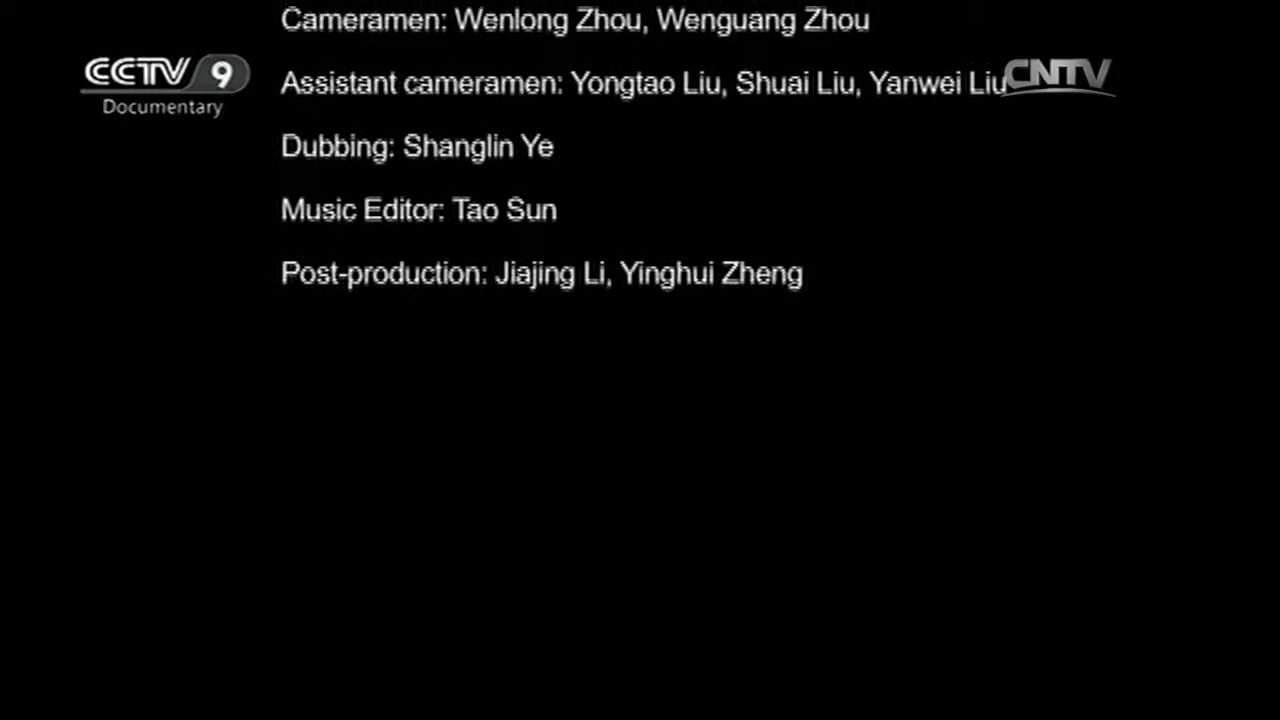 Cameramen: Wenlong Zhou, Wenguang Zhou
CCTV 9
Documentary
Assistant cameramen: Yongtao Liu, Shuai Liu, Yanwei Liu
CNTV
Dubbing: Shanglin Ye
Music Editor: Tao Sun
Post-production: Jiajing Li, Yinghui Zheng